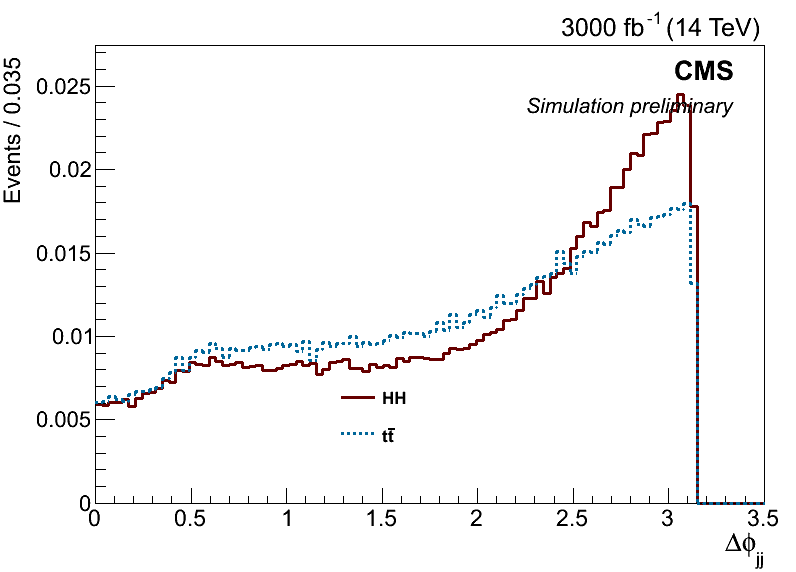 3000 fb⁻¹ (14 TeV)
CMS
Simulation preliminary
Events / 0.035
0.025
0.02
0.015
0.01
0.005
0
HH
tt̄
0 0.5 1 1.5 2 2.5 3 3.5
Δϕjj